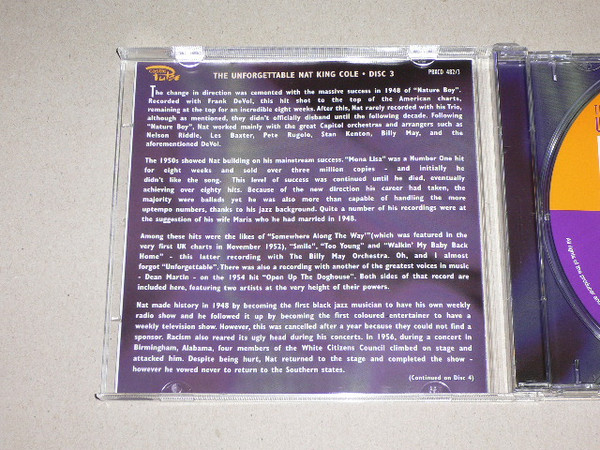 castle
Pulse
THE UNFORGETTABLE NAT KING COLE • DISC 3
PBBCD 482/3
The change in direction was cemented with the massive success in 1948 of "Nature Boy".
Recorded with Frank DeVol, this hit shot to the top of the American charts,
remaining at the top for an incredible eight weeks. After this, Nat rarely recorded with his Trio,
although as mentioned, they didn't officially disband until the following decade. Following
"Nature Boy", Nat worked mainly with the great Capitol orchestras and arrangers such as
Nelson Riddle, Les Baxter, Pete Rugolo, Stan Kenton, Billy May, and the
aforementioned DeVol.
The 1950s showed Nat building on his mainstream success. "Mona Lisa" was a Number One hit
for eight weeks and sold over three million copies - and initially he
didn't like the song. This level of success was continued until he died, eventually
achieving over eighty hits. Because of the new direction his career had taken, the
majority were ballads yet he was also more than capable of handling the more
uptempo numbers, thanks to his jazz background. Quite a number of his recordings were at
the suggestion of his wife Maria who he had married in 1948.
Among these hits were the likes of "Somewhere Along The Way"(which was featured in the
very first UK charts in November 1952), "Smile", "Too Young" and "Walkin' My Baby Back
Home" - this latter recording with The Billy May Orchestra. Oh, and I almost
forgot "Unforgettable". There was also a recording with another of the greatest voices in music
- Dean Martin - on the 1954 hit "Open Up The Doghouse". Both sides of that record are
included here, featuring two artists at the very height of their powers.
Nat made history in 1948 by becoming the first black jazz musician to have his own weekly
radio show and he followed it up by becoming the first coloured entertainer to have a
weekly television show. However, this was cancelled after a year because they could not find a
sponsor. Racism also reared its ugly head during his concerts. In 1956, during a concert in
Birmingham, Alabama, four members of the White Citizens Council climbed on stage and
attacked him. Despite being hurt, Nat returned to the stage and completed the show -
however he vowed never to return to the Southern states.
(Continued on Disc 4)
All rights of the producer and